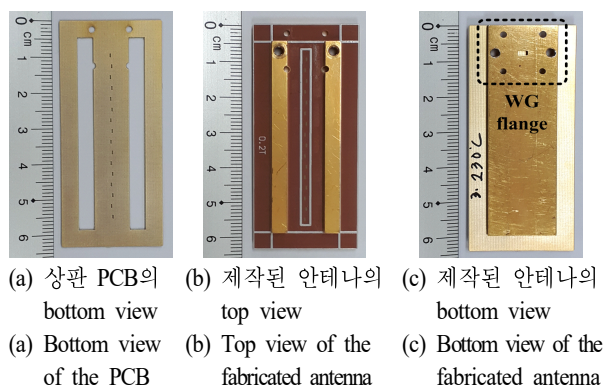 0
cm
1
2
3
4
5
6
0
cm
1
2
3
4
5
6
0.2T
0
cm
1
2
3
4
5
6
WG
flange
(a) 상판 PCB의
bottom view
(b) 제작된 안테나의
top view
(c) 제작된 안테나의
bottom view
(a) Bottom view
of the PCB
(b) Top view of the
fabricated antenna
(c) Bottom view of the
fabricated antenna